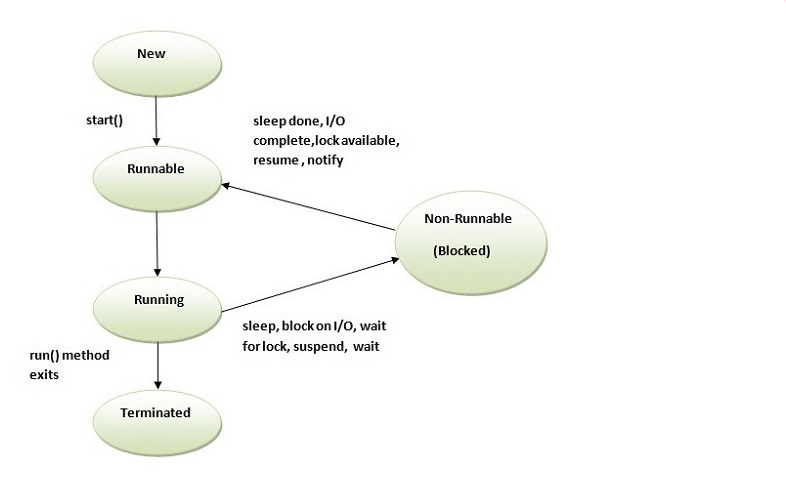 New
start()
sleep done, I/O
complete,lock available,
resume , notify
Runnable
Non-Runnable
(Blocked)
Running
sleep, block on I/O, wait
for lock, suspend, wait
run() method
exits
Terminated